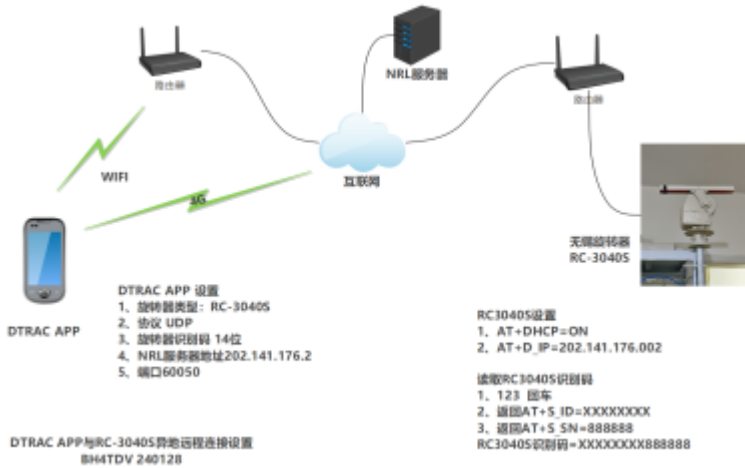 路由器
NRL服务器
路由器
WIFI
互联网
4G
无锡旋转器
RC-3040S
DTRAC APP
DTRAC APP 设置
1、旋转器类型：RC-3040S
2、协议 UDP
3、旋转器识别码 14位
4、NRL服务器地址202.141.176.2
5、端口60050
RC3040S设置
1、AT+DHCP=ON
2、AT+D_IP=202.141.176.002
读取RC3040S识别码
1、123 回车
2、返回AT+S_ID=XXXXXXXX
3、返回AT+S_SN=888888
RC3040S识别码=XXXXXXXX888888
DTRAC APP与RC-3040S异地远程连接设置
BH4TDV 240128